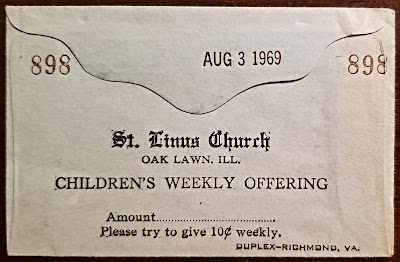 898 AUG 3 1969 898
St. Linus Church
OAK LAWN, ILL.
CHILDREN'S WEEKLY OFFERING
Amount........................................
Please try to give 10¢ weekly.
DUPLEX–RICHMOND, VA.